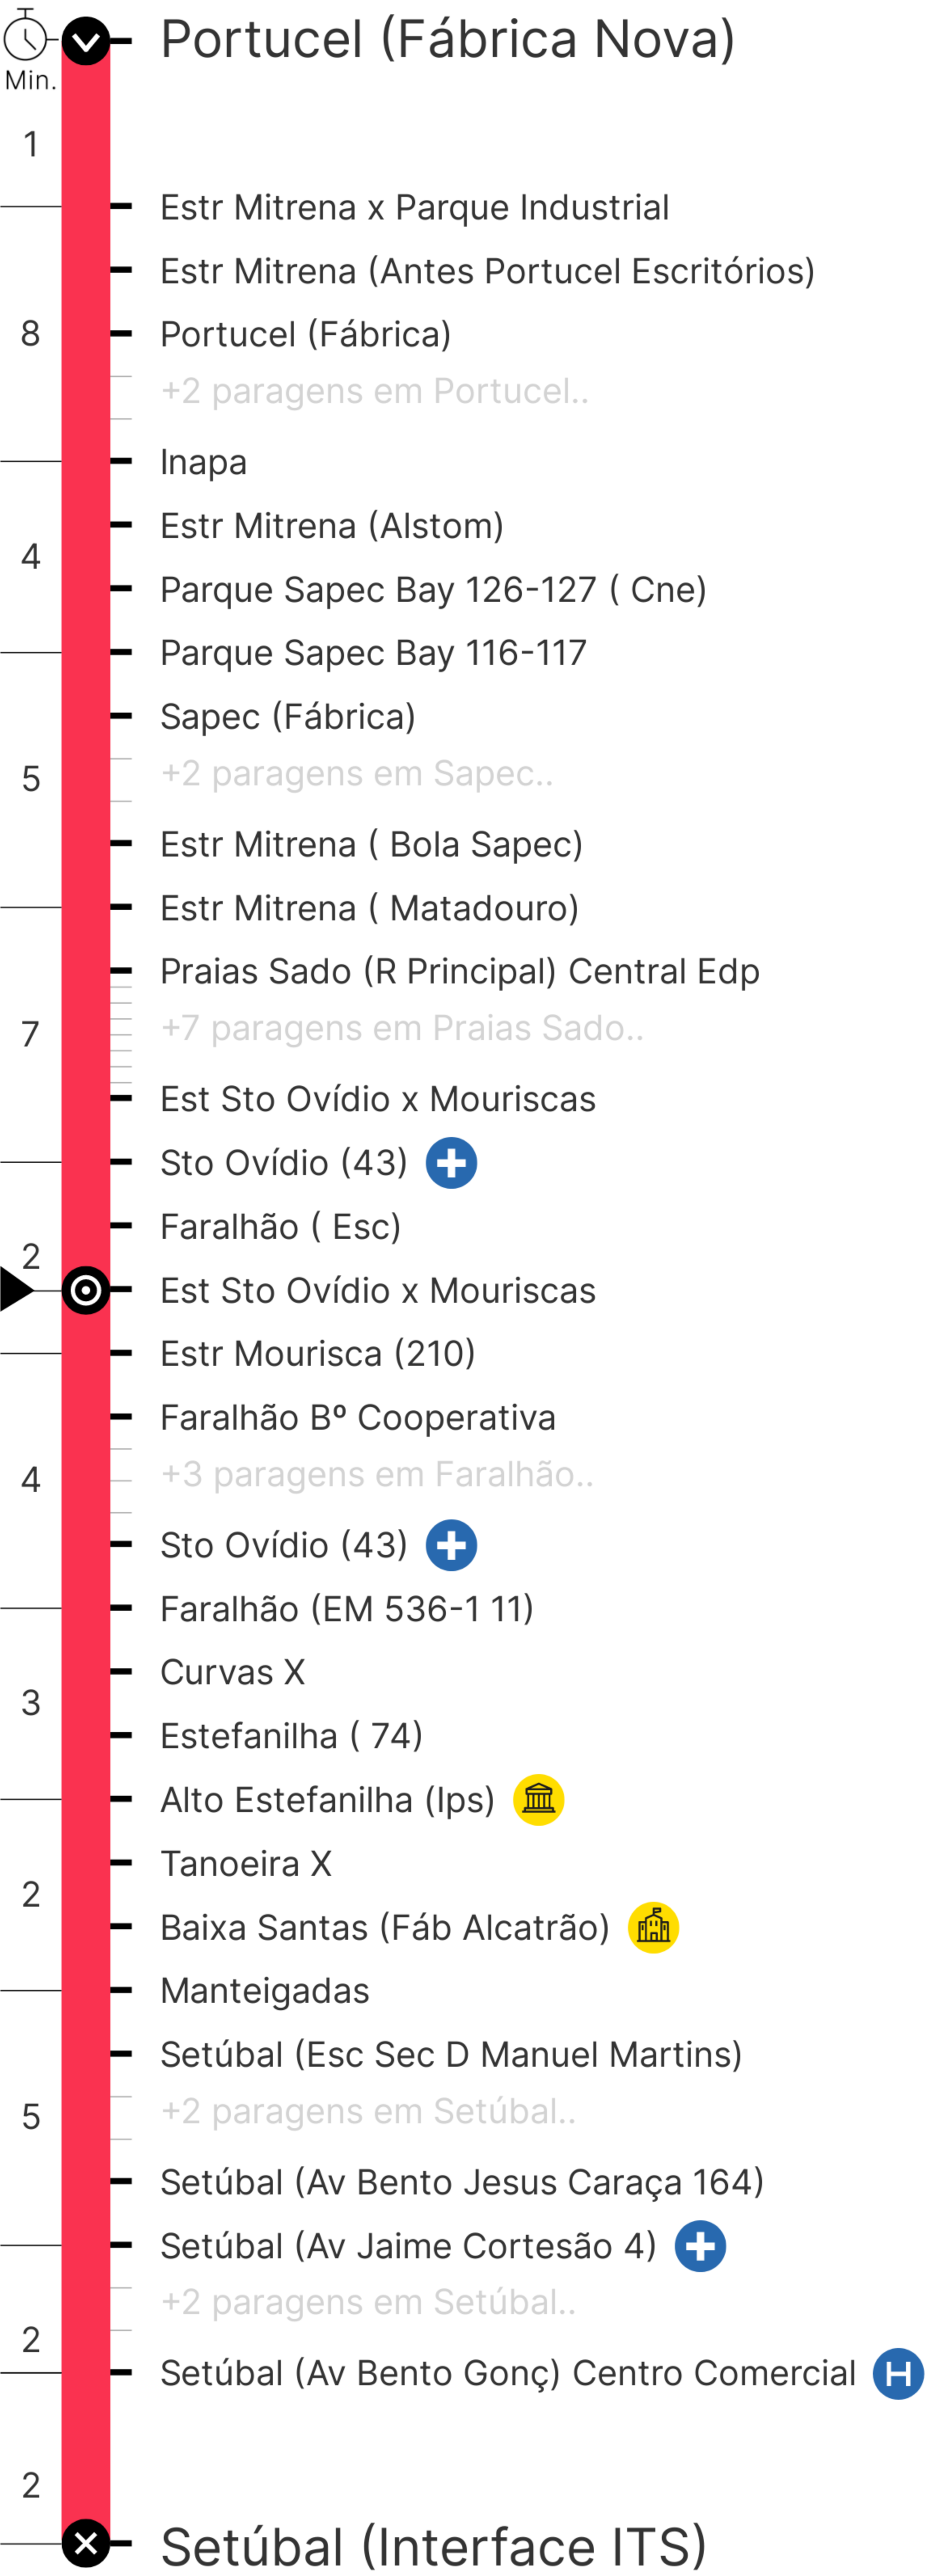 Portucel (Fábrica Nova)
Min.
1
Estr Mitrena x Parque Industrial
Estr Mitrena (Antes Portucel Escritórios)
8
Portucel (Fábrica)
+2 paragens em Portucel..
Inapa
Estr Mitrena (Alstom)
4
Parque Sapec Bay 126-127 ( Cne)
Parque Sapec Bay 116-117
Sapec (Fábrica)
+2 paragens em Sapec..
5
Estr Mitrena ( Bola Sapec)
Estr Mitrena ( Matadouro)
Praias Sado (R Principal) Central Edp
+7 paragens em Praias Sado..
7
Est Sto Ovídio x Mouriscas
Sto Ovídio (43)
Faralhão ( Esc)
2
Est Sto Ovídio x Mouriscas
Estr Mourisca (210)
Faralhão Bº Cooperativa
+3 paragens em Faralhão..
4
Sto Ovídio (43)
Faralhão (EM 536-1 11)
Curvas X
3
Estefanilha ( 74)
Alto Estefanilha (Ips)
Tanoeira X
2
Baixa Santas (Fáb Alcatrão)
Manteigadas
Setúbal (Esc Sec D Manuel Martins)
+2 paragens em Setúbal..
5
Setúbal (Av Bento Jesus Caraça 164)
Setúbal (Av Jaime Cortesão 4)
+2 paragens em Setúbal..
2
Setúbal (Av Bento Gonç) Centro Comercial H
2
Setúbal (Interface ITS)